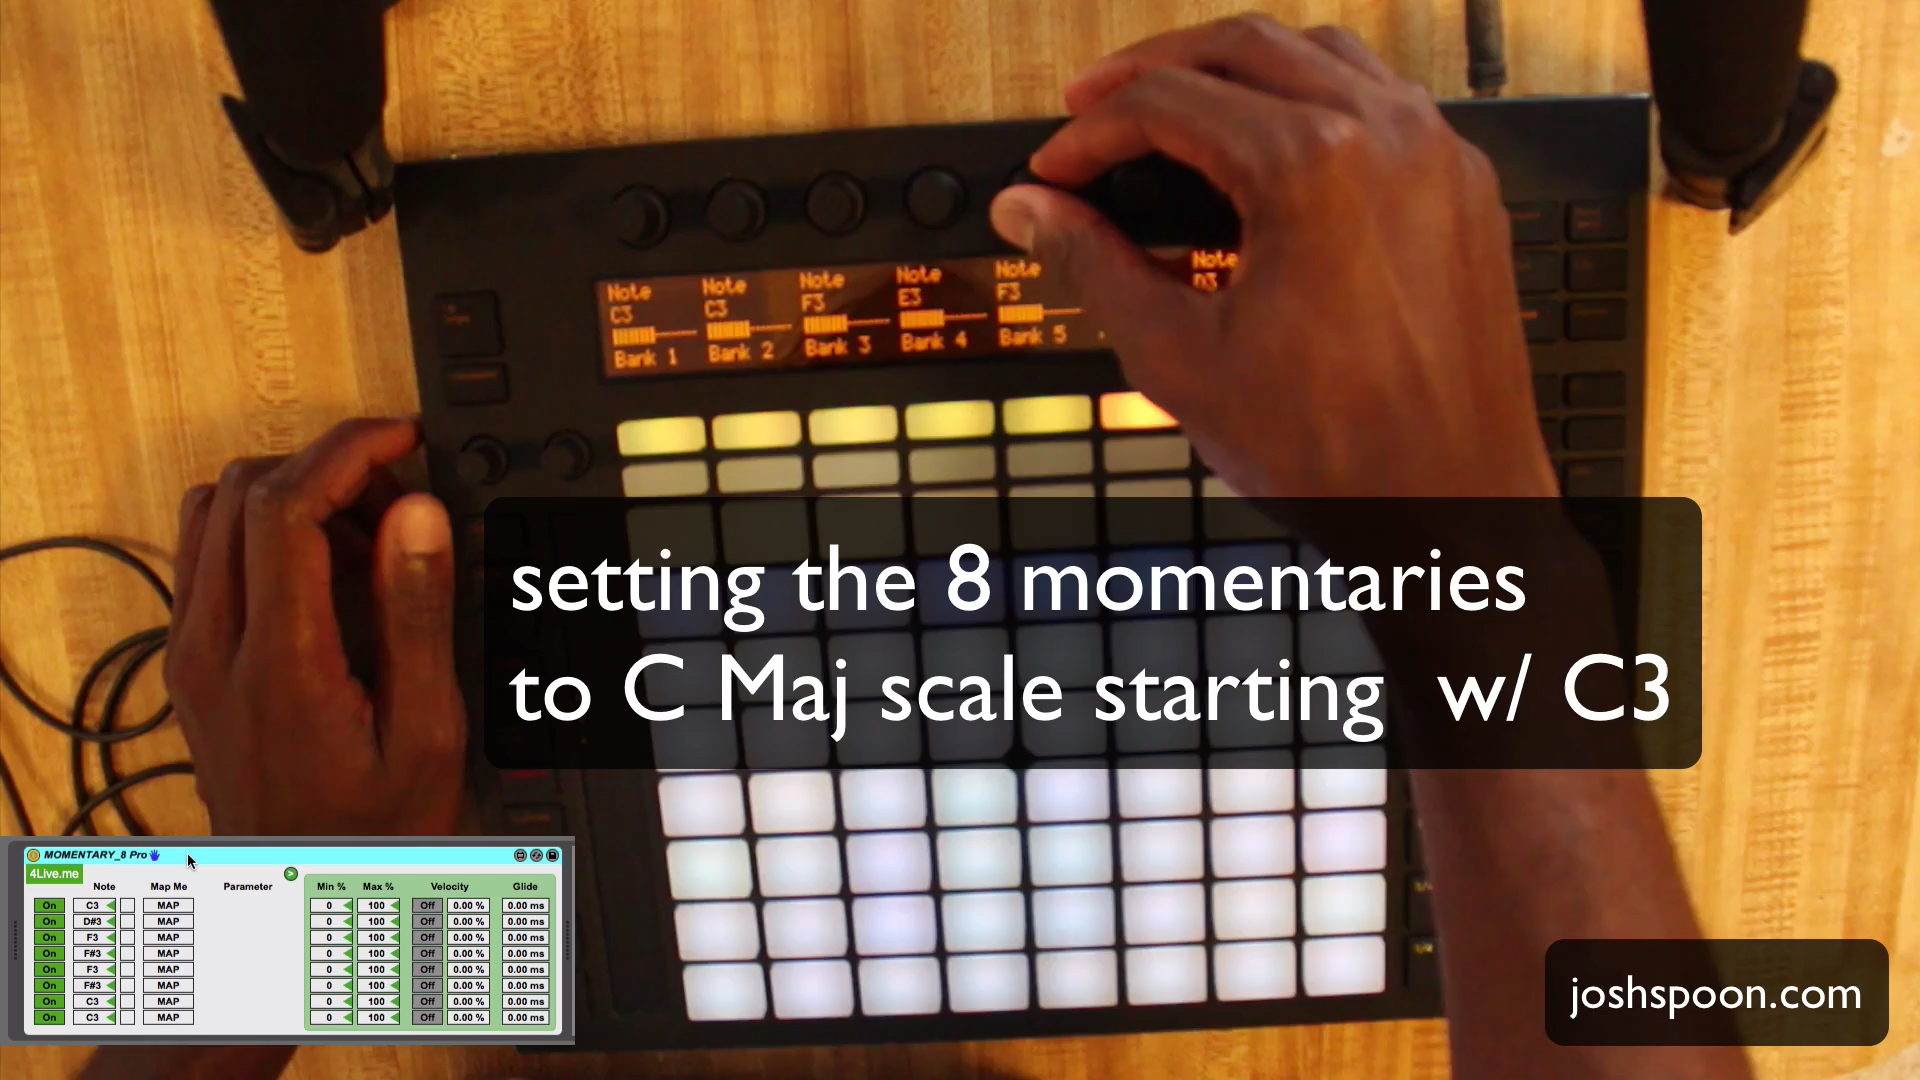 Note Note Note Note Note Note
C3 C3 F3 E3 F3 D3
Bank 1 Bank 2 Bank 3 Bank 4 Bank 5
setting the 8 momentaries
to C Maj scale starting w/ C3
MOMENTARY_8 Pro
4Live.me
Note Map Me Parameter Min % Max % Velocity Glide
On C3 MAP 0 100 Off 0.00 % 0.00 ms
On D#3 MAP 0 100 Off 0.00 % 0.00 ms
On F3 MAP 0 100 Off 0.00 % 0.00 ms
On F#3 MAP 0 100 Off 0.00 % 0.00 ms
On F3 MAP 0 100 Off 0.00 % 0.00 ms
On F#3 MAP 0 100 Off 0.00 % 0.00 ms
On C3 MAP 0 100 Off 0.00 % 0.00 ms
On C3 MAP 0 100 Off 0.00 % 0.00 ms
joshspoon.com